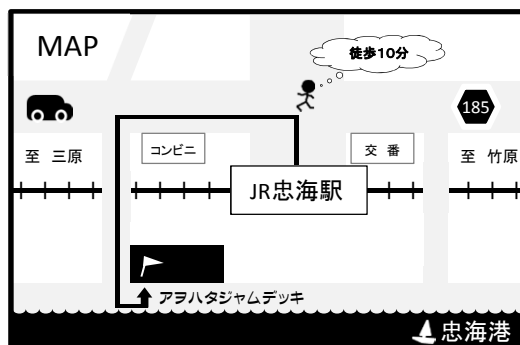 MAP
徒歩10分
185
至 三原
コンビニ
交 番
至 竹原
JR忠海駅
アヲハタジャムデッキ
忠海港